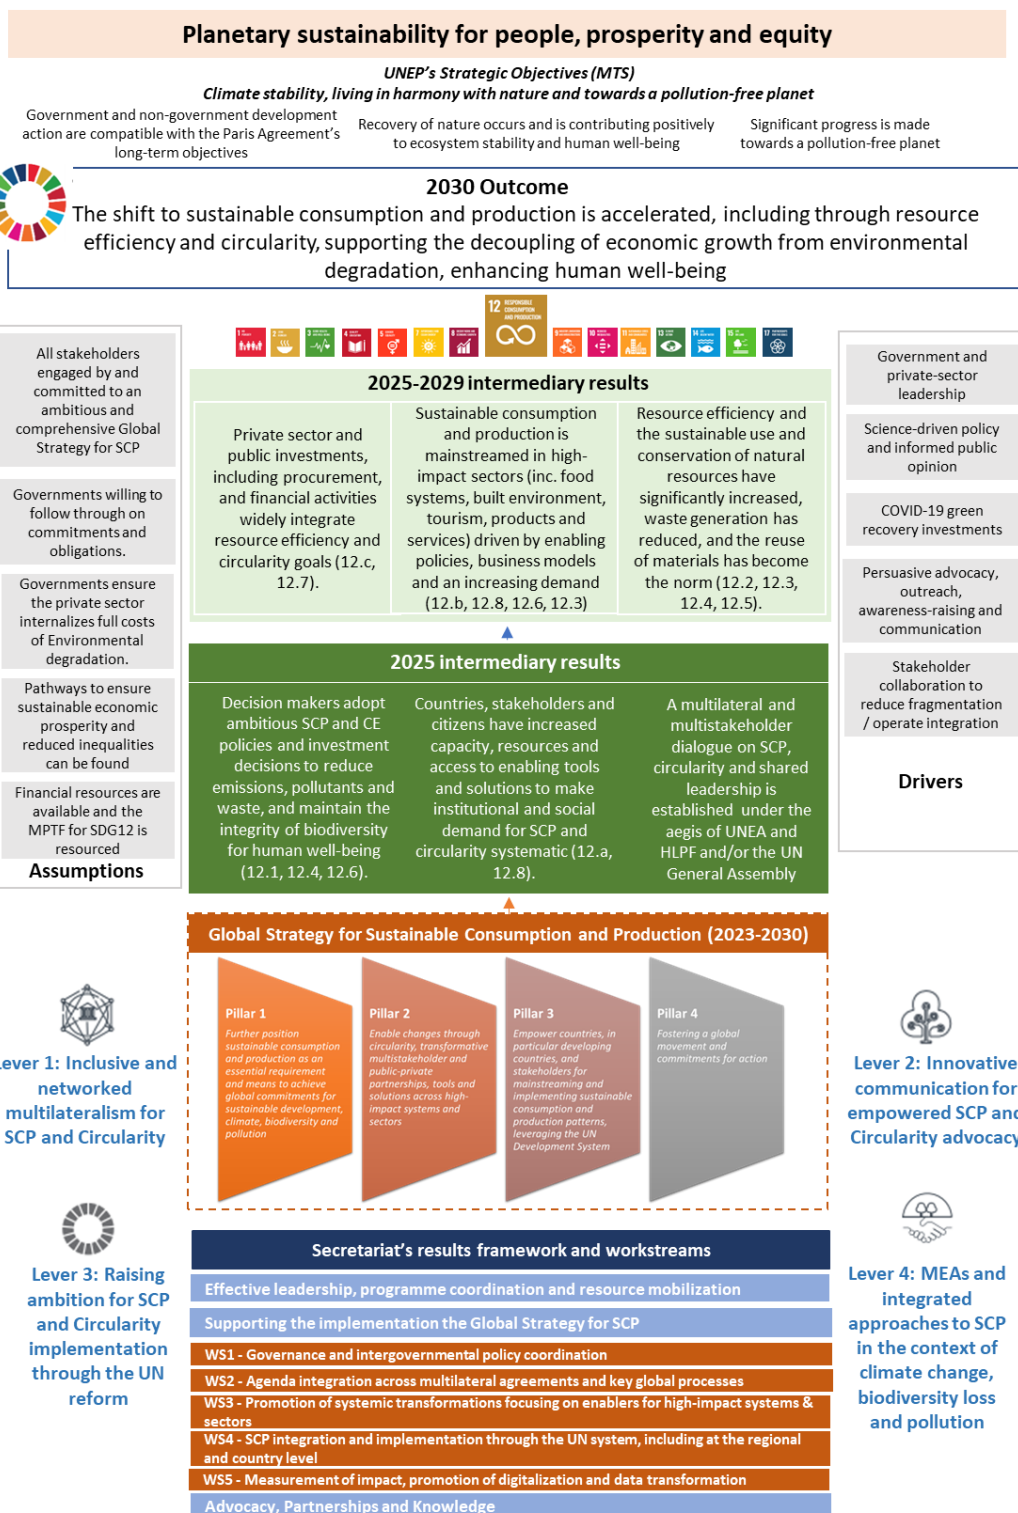 Planetary sustainability for people, prosperity and equity
UNEP's Strategic Objectives (MTS)
Climate stability, living in harmony with nature and towards a pollution-free planet
Government and non-government development
action are compatible with the Paris Agreement's
long-term objectives
Recovery of nature occurs and is contributing positively
to ecosystem stability and human well-being
Significant progress is made
towards a pollution-free planet
2030 Outcome
The shift to sustainable consumption and production is accelerated, including through resource
efficiency and circularity, supporting the decoupling of economic growth from environmental
degradation, enhancing human well-being
12 RESPONSIBLE
CONSUMPTION
AND PRODUCTION
1
2
3
4
5
7
8
9
10
11
13
14
15
17
All stakeholders
engaged by and
committed to an
ambitious and
comprehensive Global
Strategy for SCP
Governments willing to
follow through on
commitments and
obligations.
Governments ensure
the private sector
internalizes full costs
of Environmental
degradation.
Pathways to ensure
sustainable economic
prosperity and
reduced inequalities
can be found
Financial resources are
available and the
MPTF for SDG12 is
resourced
Assumptions
2025-2029 intermediary results
Private sector and
public investments,
including procurement,
and financial activities
widely integrate
resource efficiency and
circularity goals (12.c,
12.7).
Sustainable consumption
and production is
mainstreamed in high-
impact sectors (inc. food
systems, built environment,
tourism, products and
services) driven by enabling
policies, business models
and an increasing demand
(12.b, 12.8, 12.6, 12.3)
Resource efficiency and
the sustainable use and
conservation of natural
resources have
significantly increased,
waste generation has
reduced, and the reuse
of materials has become
the norm (12.2, 12.3,
12.4, 12.5).
2025 intermediary results
Decision makers adopt
ambitious SCP and CE
policies and investment
decisions to reduce
emissions, pollutants and
waste, and maintain the
integrity of biodiversity
for human well-being
(12.1, 12.4, 12.6).
Countries, stakeholders and
citizens have increased
capacity, resources and
access to enabling tools
and solutions to make
institutional and social
demand for SCP and
circularity systematic (12.a,
12.8).
A multilateral and
multistakeholder
dialogue on SCP,
circularity and shared
leadership is
established under the
aegis of UNEA and
HLPF and/or the UN
General Assembly
Government and
private-sector
leadership
Science-driven policy
and informed public
opinion
COVID-19 green
recovery investments
Persuasive advocacy,
outreach,
awareness-raising and
communication
Stakeholder
collaboration to
reduce fragmentation
/ operate integration
Drivers
Global Strategy for Sustainable Consumption and Production (2023-2030)
Pillar 1
Further position
sustainable consumption
and production as an
essential requirement
and means to achieve
global commitments for
sustainable development,
climate, biodiversity and
pollution
Pillar 2
Enable changes through
circularity, transformative
multistakeholder and
public-private
partnerships, tools and
solutions across high-
impact systems and
sectors
Pillar 3
Empower countries, in
particular developing
countries, and
stakeholders for
mainstreaming and
implementing sustainable
consumption and
production patterns,
leveraging the UN
Development System
Pillar 4
Fostering a global
movement and
commitments for action
ever 1: Inclusive and
networked
multilateralism for
SCP and Circularity
Lever 2: Innovative
communication for
empowered SCP and
Circularity advocacy
Lever 3: Raising
ambition for SCP
and Circularity
implementation
through the UN
reform
Lever 4: MEAs and
integrated
approaches to SCP
in the context of
climate change,
biodiversity loss
and pollution
Secretariat's results framework and workstreams
Effective leadership, programme coordination and resource mobilization
Supporting the implementation the Global Strategy for SCP
WS1 - Governance and intergovernmental policy coordination
WS2 - Agenda integration across multilateral agreements and key global processes
WS3 - Promotion of systemic transformations focusing on enablers for high-impact systems &
sectors
WS4 - SCP integration and implementation through the UN system, including at the regional
and country level
WS5 - Measurement of impact, promotion of digitalization and data transformation
Advocacy, Partnerships and Knowledge